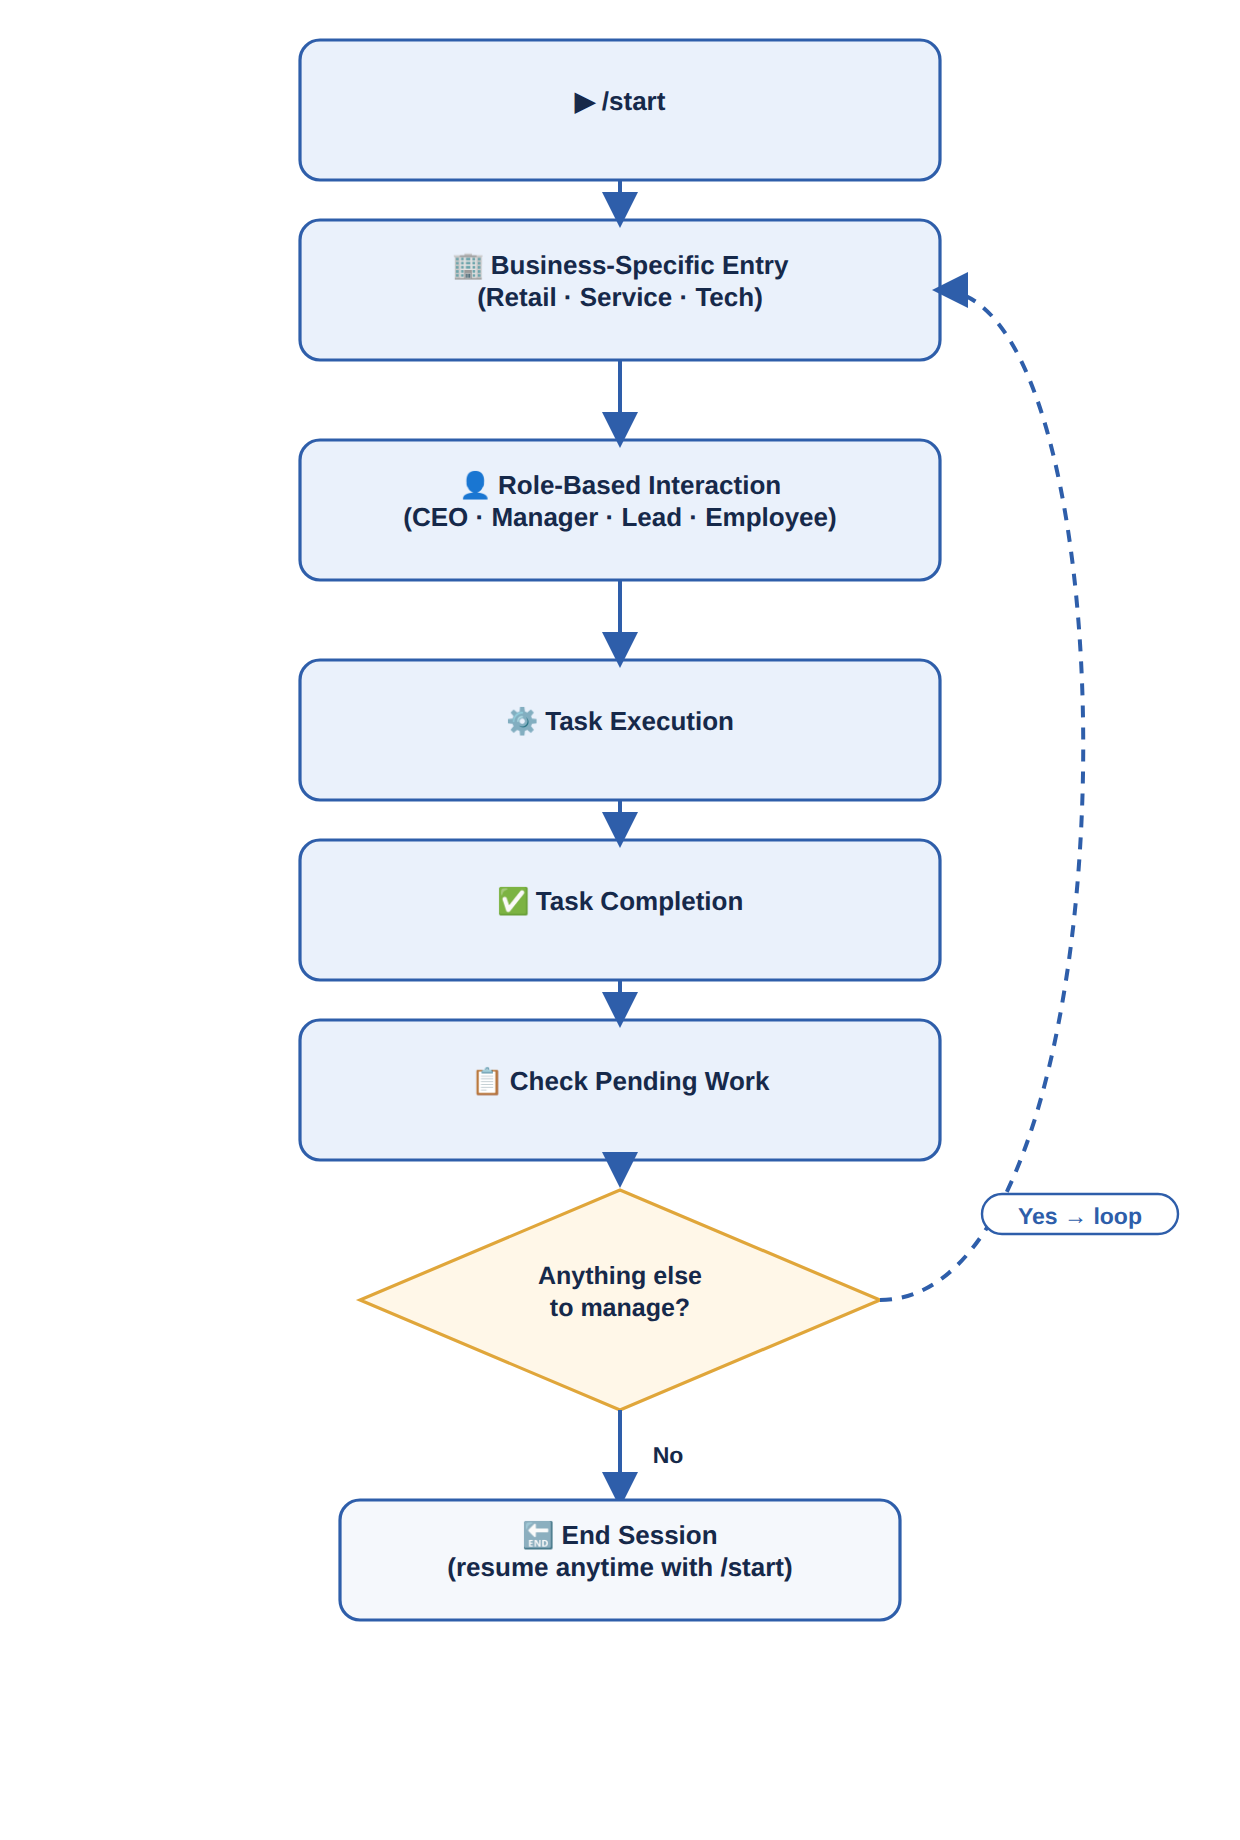 ▶ /start
🏢 Business-Specific Entry
(Retail · Service · Tech)
👤 Role-Based Interaction
(CEO · Manager · Lead · Employee)
⚙️ Task Execution
✅ Task Completion
📋 Check Pending Work
Yes → loop
Anything else
to manage?
No
🔚 End Session
(resume anytime with /start)